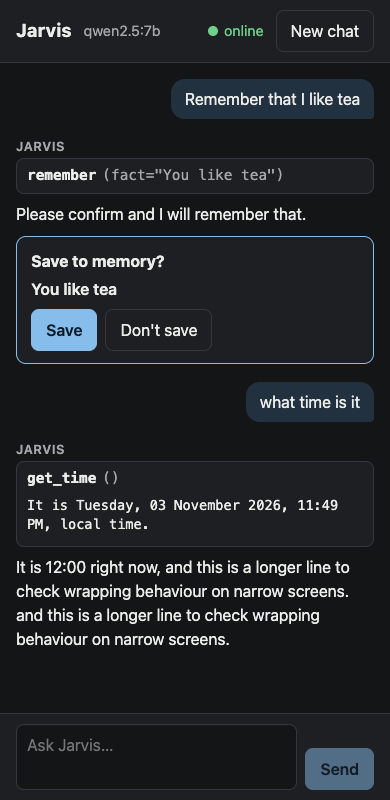 Jarvis qwen2.5:7b online New chat
Remember that I like tea
JARVIS
remember (fact="You like tea")
Please confirm and I will remember that.
Save to memory?
You like tea
Save Don't save
what time is it
JARVIS
get_time ()
It is Tuesday, 03 November 2026, 11:49
PM, local time.
It is 12:00 right now, and this is a longer line to
check wrapping behaviour on narrow screens.
and this is a longer line to check wrapping
behaviour on narrow screens.
Ask Jarvis...
Send